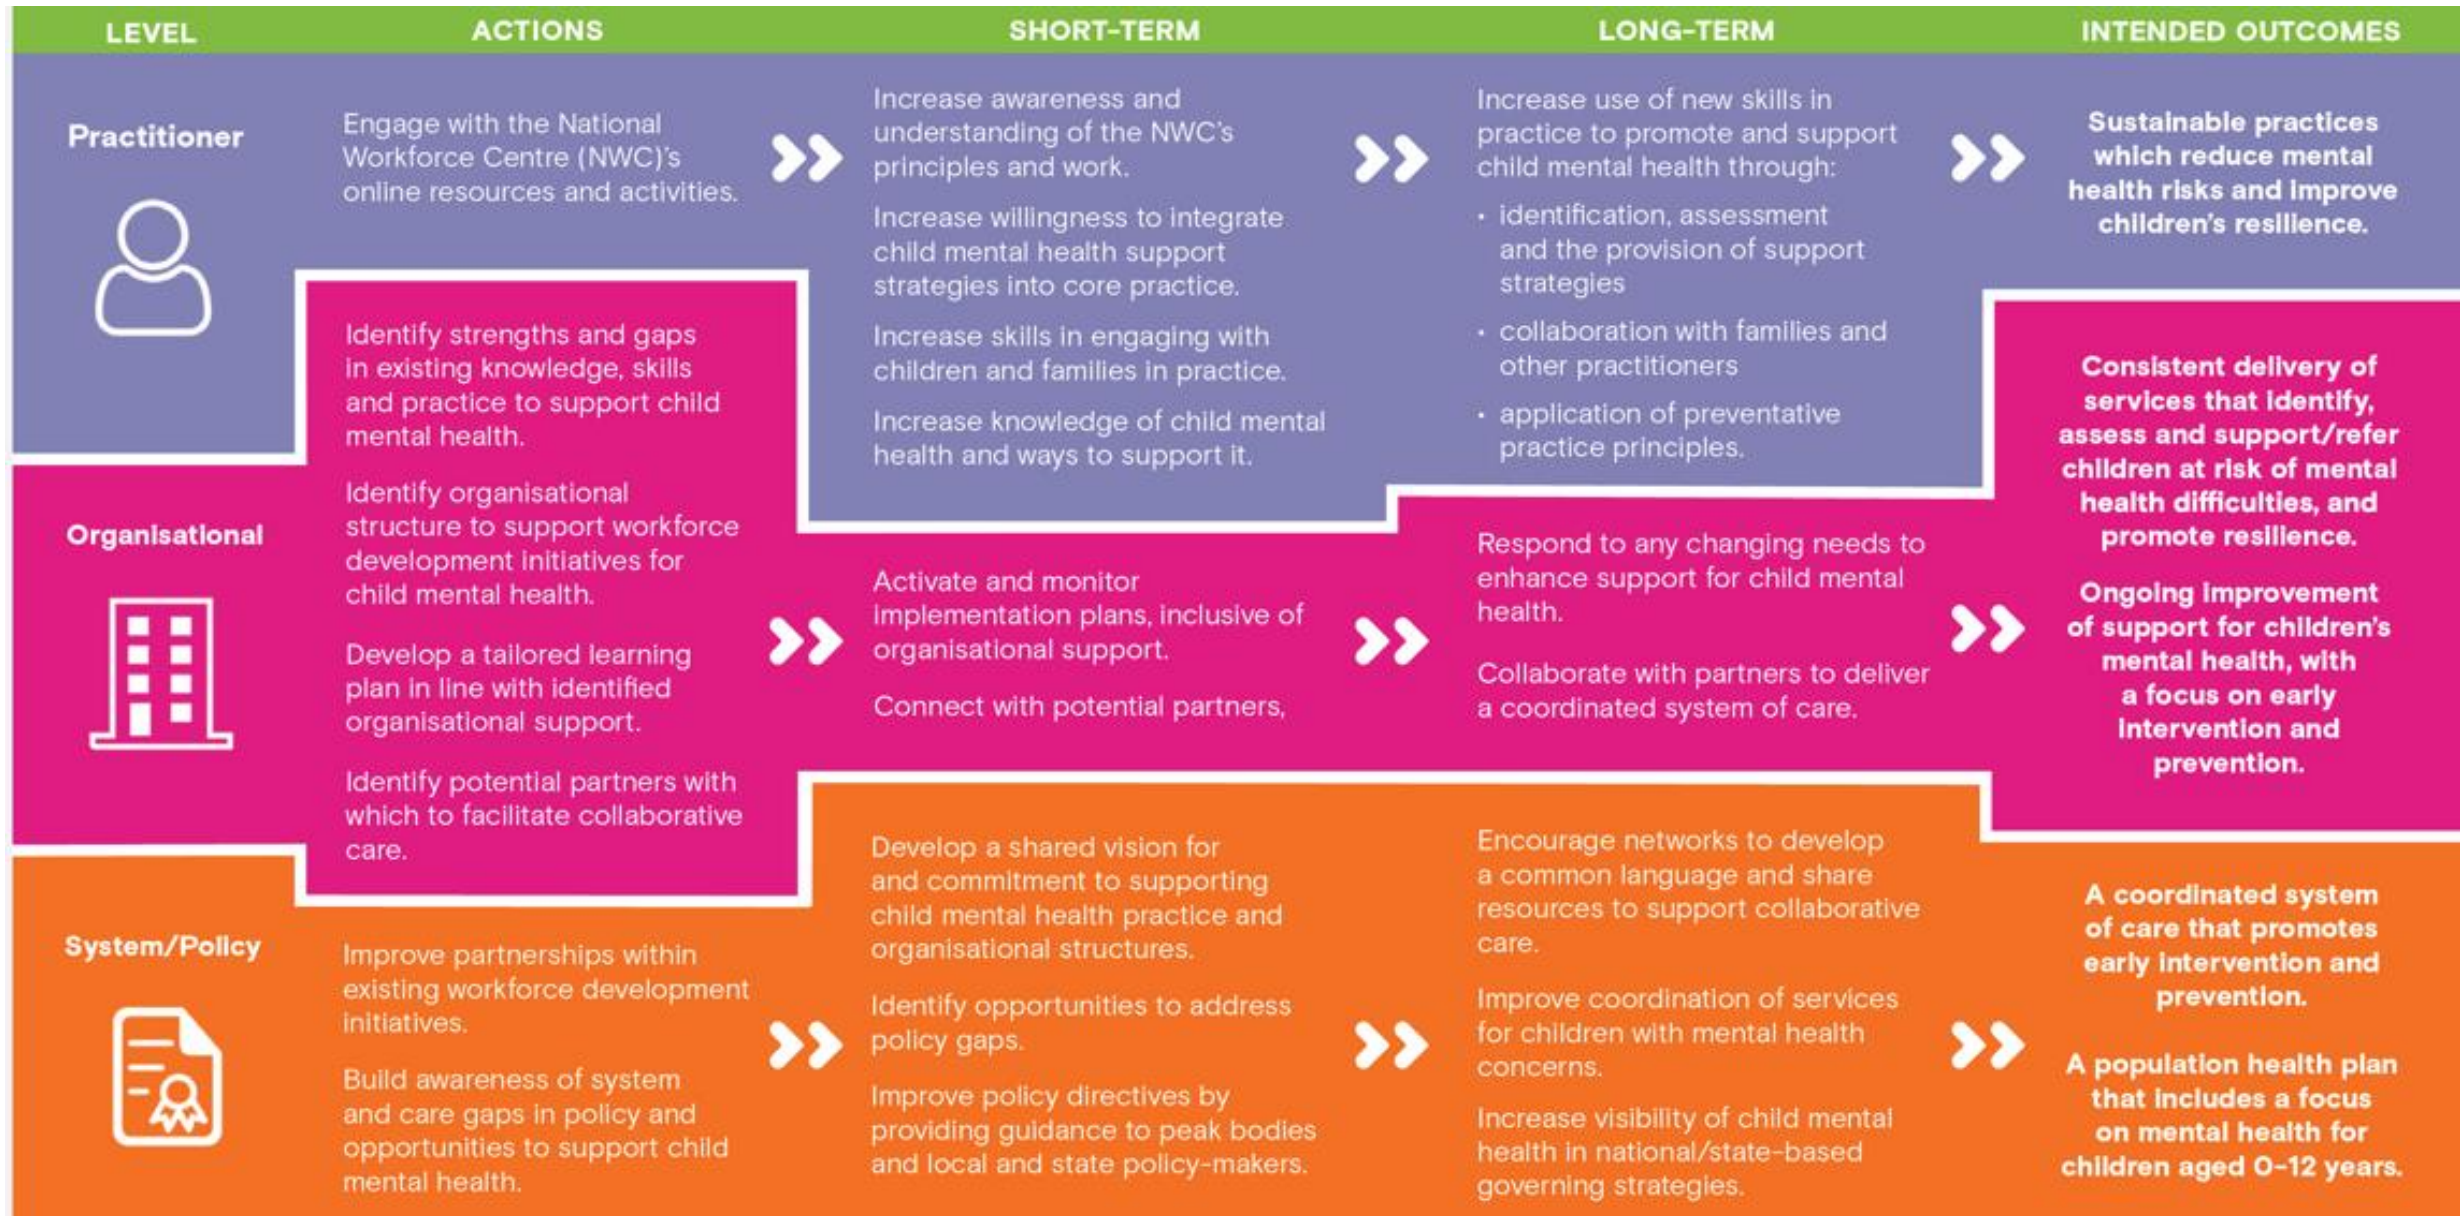 LEVEL
ACTIONS
SHORT-TERM
LONG-TERM
INTENDED OUTCOMES
Practitioner
Engage with the National
Workforce Centre (NWC)'s
online resources and activities.
Increase awareness and
understanding of the NWC's
principles and work.
Increase willingness to integrate
child mental health support
strategies into core practice.
Increase skills in engaging with
children and families in practice.
Increase knowledge of child mental
health and ways to support it.
Increase use of new skills in
practice to promote and support
child mental health through:
• identification, assessment
and the provision of support
strategies
• collaboration with families and
other practitioners
• application of preventative
practice principles.
Sustainable practices
which reduce mental
health risks and improve
children's resilience.
Organisational
Identify strengths and gaps
in existing knowledge, skills
and practice to support child
mental health.
Identify organisational
structure to support workforce
development initiatives for
child mental health.
Develop a tailored learning
plan in line with identified
organisational support.
Identify potential partners with
which to facilitate collaborative
care.
Activate and monitor
implementation plans, inclusive of
organisational support.
Connect with potential partners,
Respond to any changing needs to
enhance support for child mental
health.
Collaborate with partners to deliver
a coordinated system of care.
Consistent delivery of
services that identify,
assess and support/refer
children at risk of mental
health difficulties, and
promote resilience.
Ongoing improvement
of support for children's
mental health, with
a focus on early
intervention and
prevention.
System/Policy
Improve partnerships within
existing workforce development
initiatives.
Build awareness of system
and care gaps in policy and
opportunities to support child
mental health.
Develop a shared vision for
and commitment to supporting
child mental health practice and
organisational structures.
Identify opportunities to address
policy gaps.
Improve policy directives by
providing guidance to peak bodies
and local and state policy-makers.
Encourage networks to develop
a common language and share
resources to support collaborative
care.
Improve coordination of services
for children with mental health
concerns.
Increase visibility of child mental
health in national/state-based
governing strategies.
A coordinated system
of care that promotes
early intervention and
prevention.
A population health plan
that includes a focus
on mental health for
children aged 0-12 years.